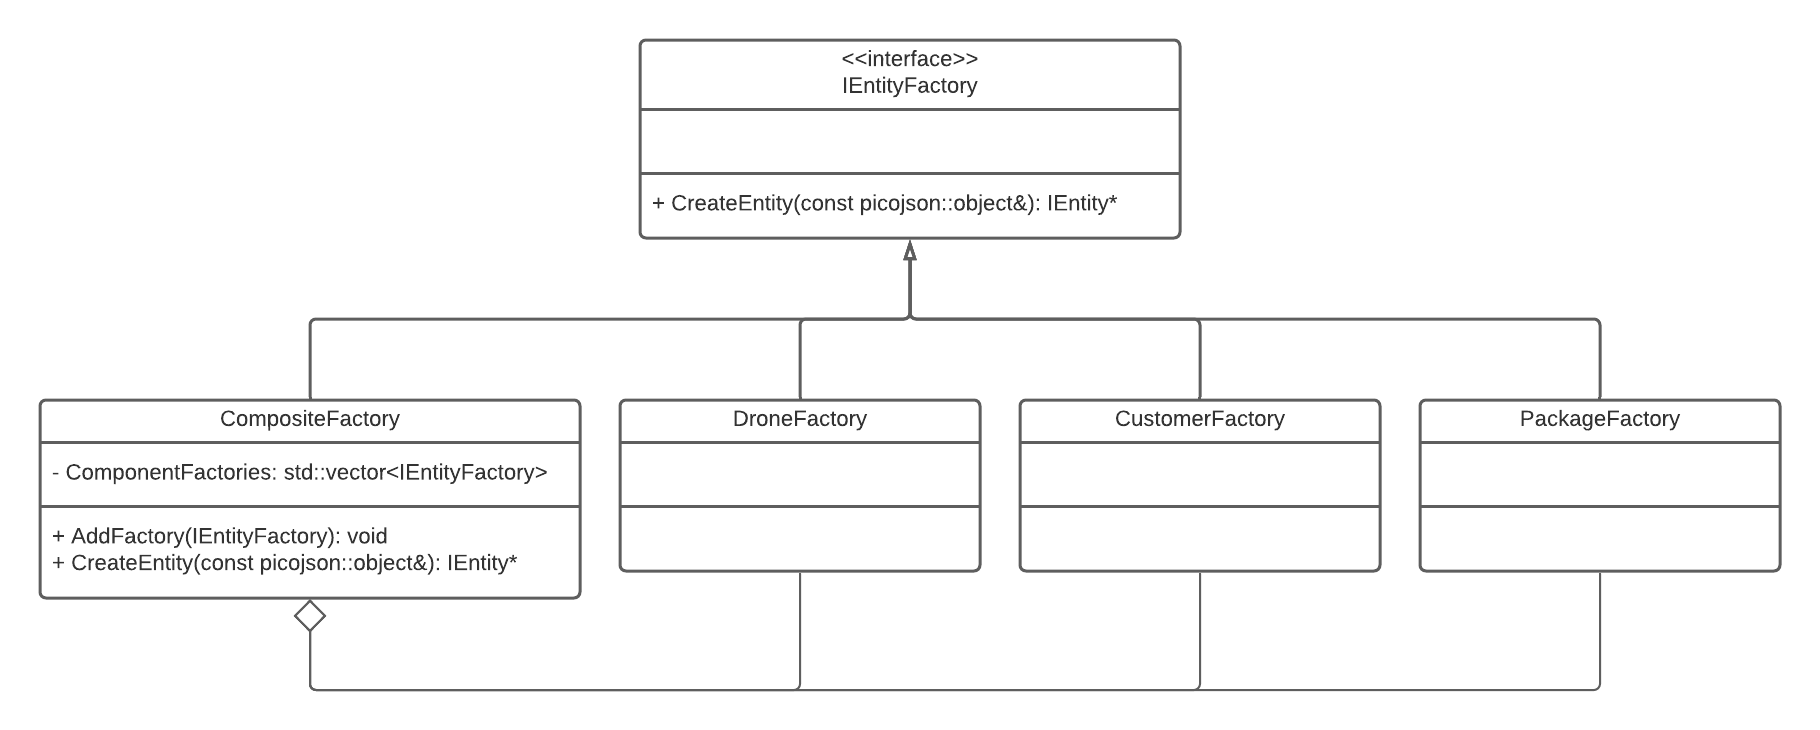 <<interface>>
IEntityFactory
+ CreateEntity(const picojson::object&): IEntity*
CompositeFactory
- ComponentFactories: std::vector<IEntityFactory>
+ AddFactory(IEntityFactory): void
+ CreateEntity(const picojson::object&): IEntity*
DroneFactory
CustomerFactory
PackageFactory